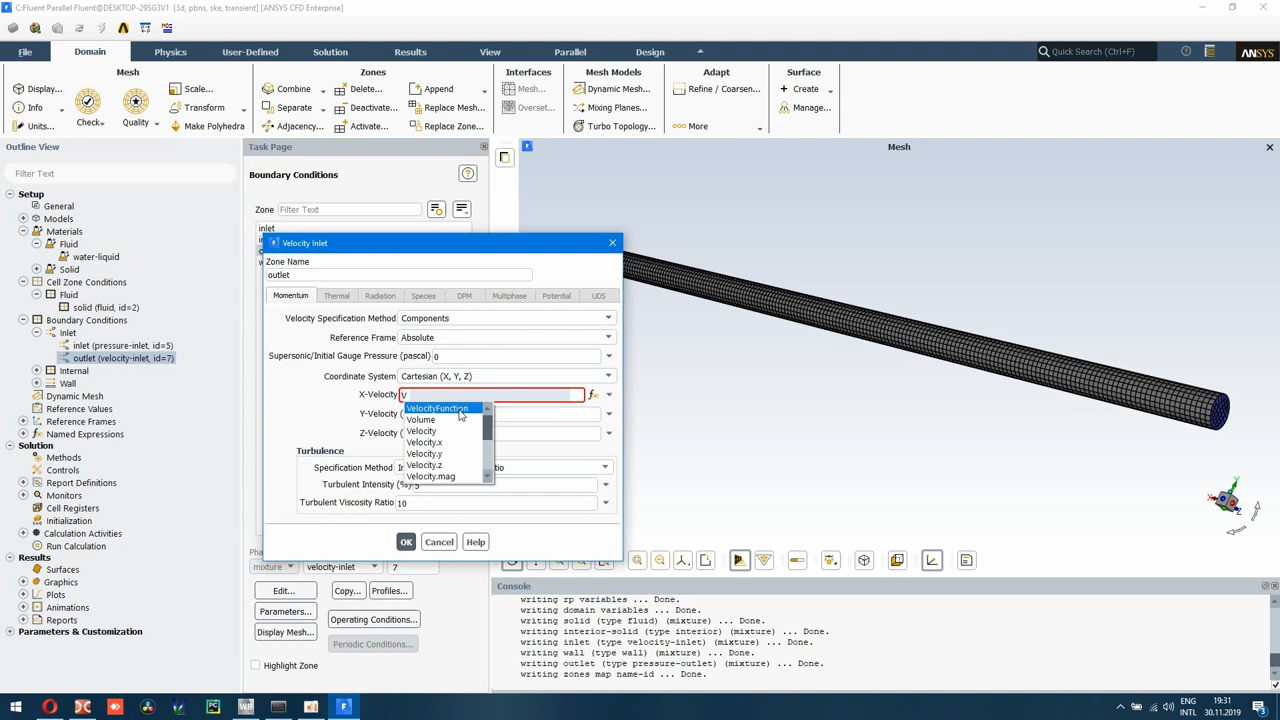 C:Fluent Parallel Fluent@DESKTOP-29SG3V1 [3d, pbns, ske, transient] [ANSYS CFD Enterprise]
File
Domain
Physics
User-Defined
Solution
Results
View
Parallel
Design
Quick Search (Ctrl+F)
ANSYS
Mesh
Zones
Interfaces
Mesh Models
Adapt
Surface
Display...
Scale...
Combine
Delete...
Append
Mesh...
Dynamic Mesh...
Refine / Coarsen...
Create
Info
Transform
Separate
Deactivate...
Replace Mesh...
Overset...
Mixing Planes...
Manage...
Units...
Check
Quality
Make Polyhedra
Adjacency...
Activate...
Replace Zone...
Turbo Topology...
More
Outline View
Filter Text
Setup
General
Models
Materials
Fluid
water-liquid
Solid
Cell Zone Conditions
Fluid
solid (fluid, id=2)
Boundary Conditions
Inlet
inlet (pressure-inlet, id=5)
outlet (velocity-inlet, id=7)
Internal
Wall
Dynamic Mesh
Reference Values
Reference Frames
Named Expressions
Solution
Methods
Controls
Report Definitions
Monitors
Cell Registers
Initialization
Calculation Activities
Run Calculation
Results
Surfaces
Graphics
Plots
Animations
Reports
Parameters & Customization
Task Page
Boundary Conditions
Zone
Filter Text
inlet
Velocity Inlet
Zone Name
outlet
Momentum
Thermal
Radiation
Species
DPM
Multiphase
Potential
UDS
Velocity Specification Method
Components
Reference Frame
Absolute
Supersonic/Initial Gauge Pressure (pascal)
0
Coordinate System
Cartesian (X, Y, Z)
X-Velocity
V
VelocityFunction
Volume
Velocity
Velocity.x
Velocity.y
Velocity.z
Velocity.mag
Y-Velocity (
Z-Velocity (
Turbulence
Specification Method
Turbulent Intensity (%)
5
Turbulent Viscosity Ratio
10
OK
Cancel
Help
mixture
velocity-inlet
7
Edit...
Copy...
Profiles...
Parameters...
Operating Conditions...
Display Mesh...
Periodic Conditions...
Highlight Zone
Mesh
X
Y
Z
Console
writing rp variables ... Done.
writing domain variables ... Done.
writing solid (type fluid) (mixture) ... Done.
writing interior-solid (type interior) (mixture) ... Done.
writing inlet (type velocity-inlet) (mixture) ... Done.
writing wall (type wall) (mixture) ... Done.
writing outlet (type pressure-outlet) (mixture) ... Done.
writing zones map name-id ... Done.
ENG
INTL
19:31
30.11.2019